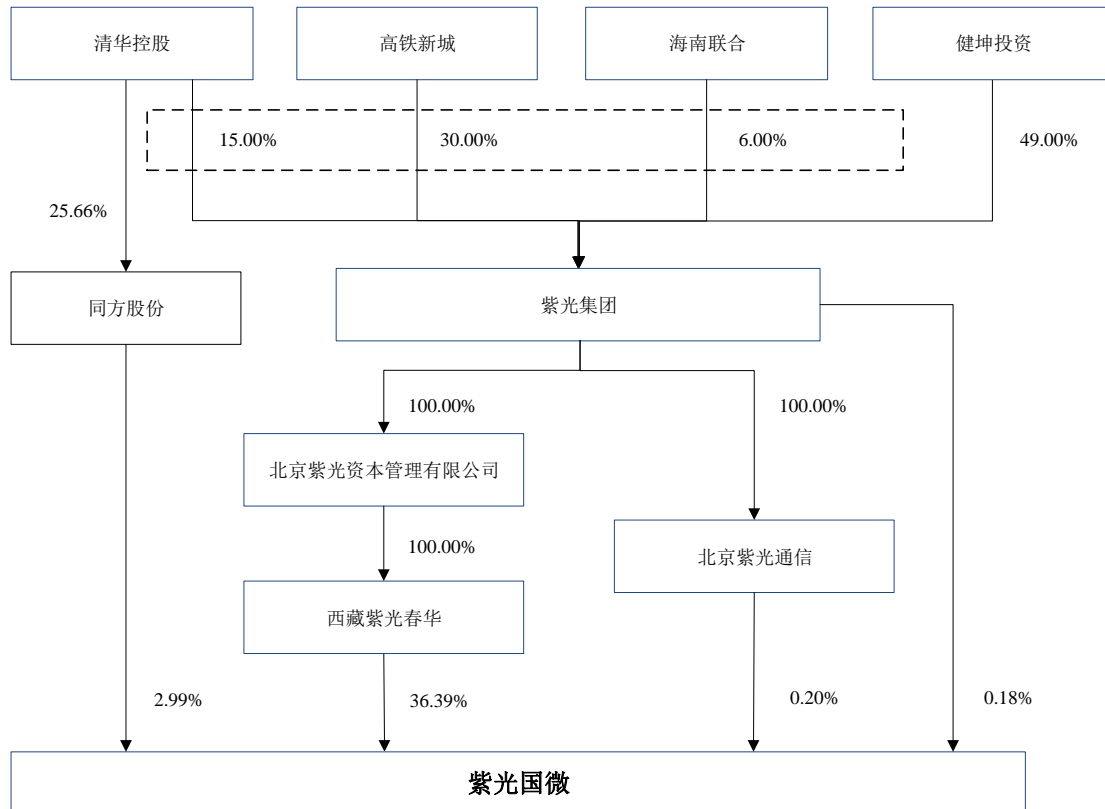 清华控股
高铁新城
海南联合
健坤投资
15.00%
30.00%
6.00%
49.00%
25.66%
同方股份
紫光集团
100.00%
100.00%
北京紫光资本管理有限公司
100.00%
北京紫光通信
西藏紫光春华
2.99%
36.39%
0.20%
0.18%
紫光国微